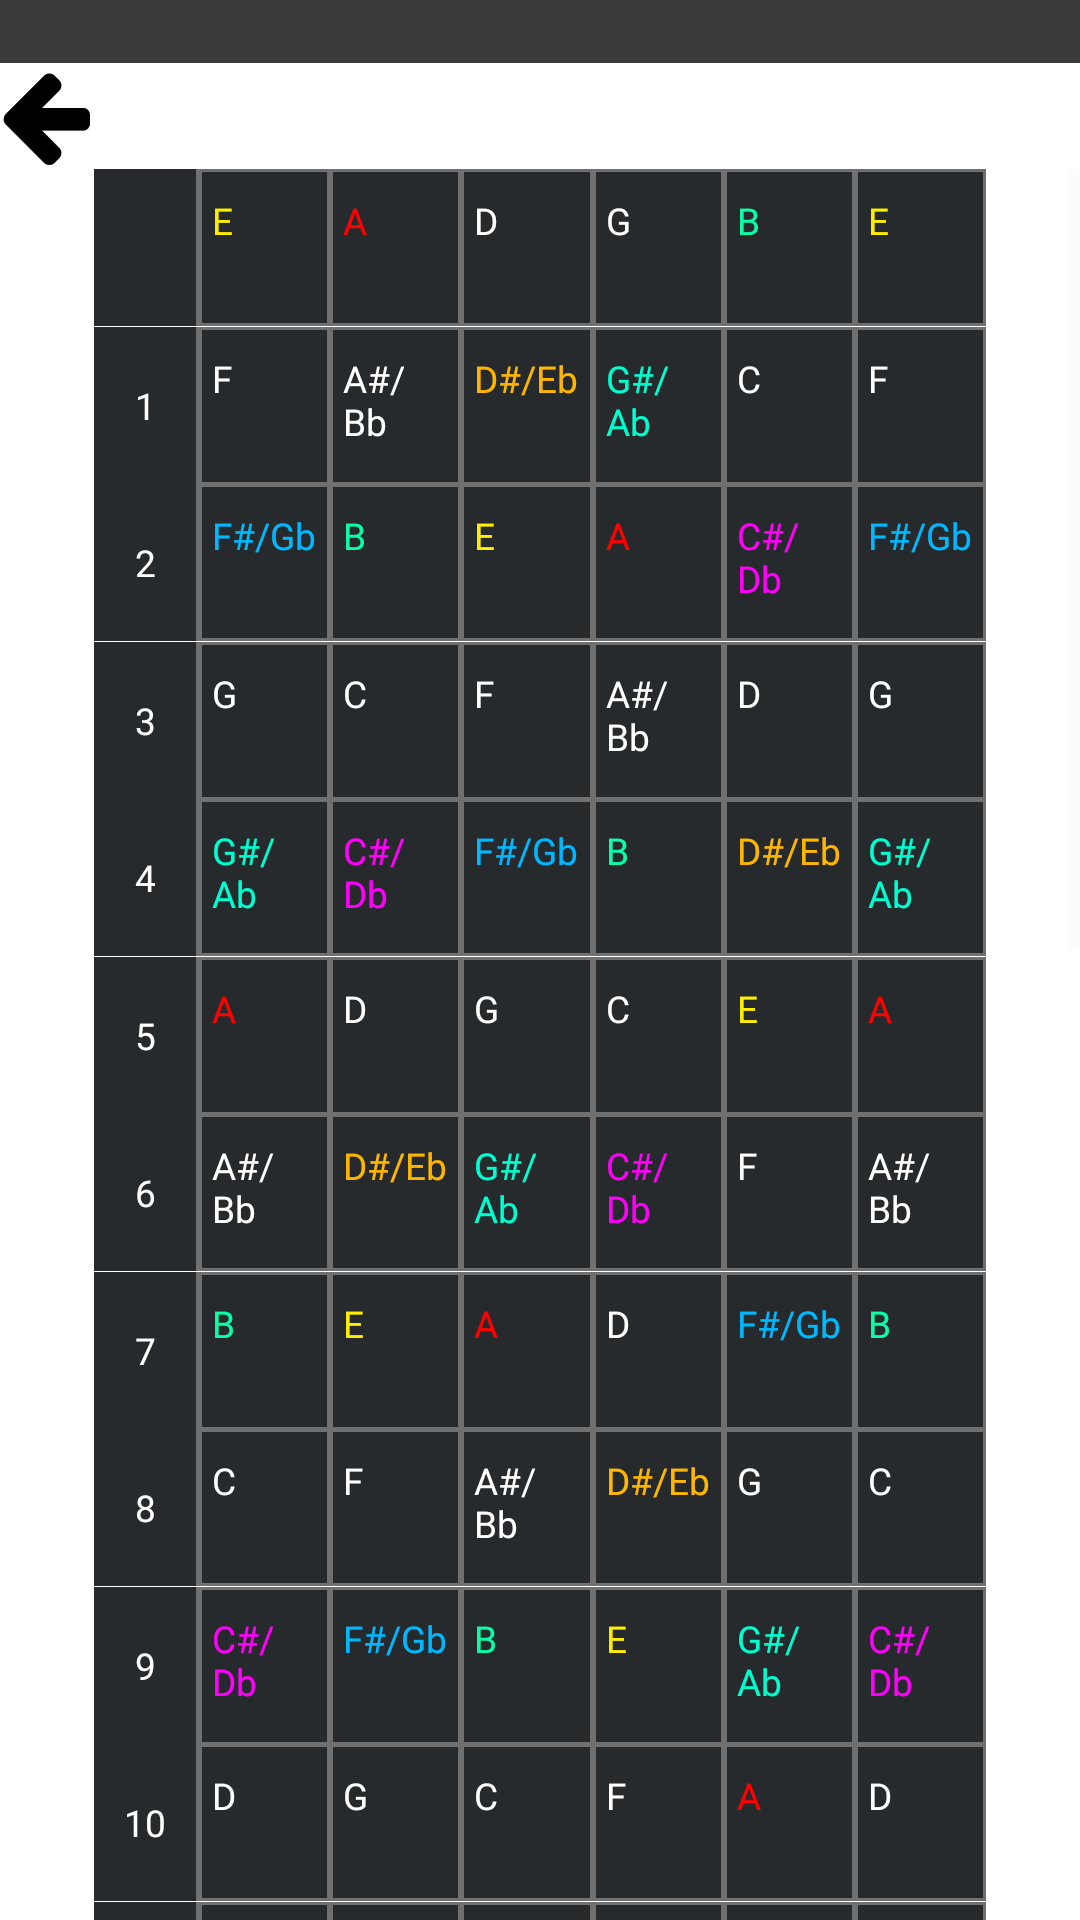 E A D G B E
1 F A#/Bb D#/Eb G#/Ab C F
2 F#/Gb B E A C#/Db F#/Gb
3 G C F A#/Bb D G
4 G#/Ab C#/Db F#/Gb B D#/Eb G#/Ab
5 A D G C E A
6 A#/Bb D#/Eb G#/Ab C#/Db F A#/Bb
7 B E A D F#/Gb B
8 C F A#/Bb D#/Eb G C
9 C#/Db F#/Gb B E G#/Ab C#/Db
10 D G C F A D